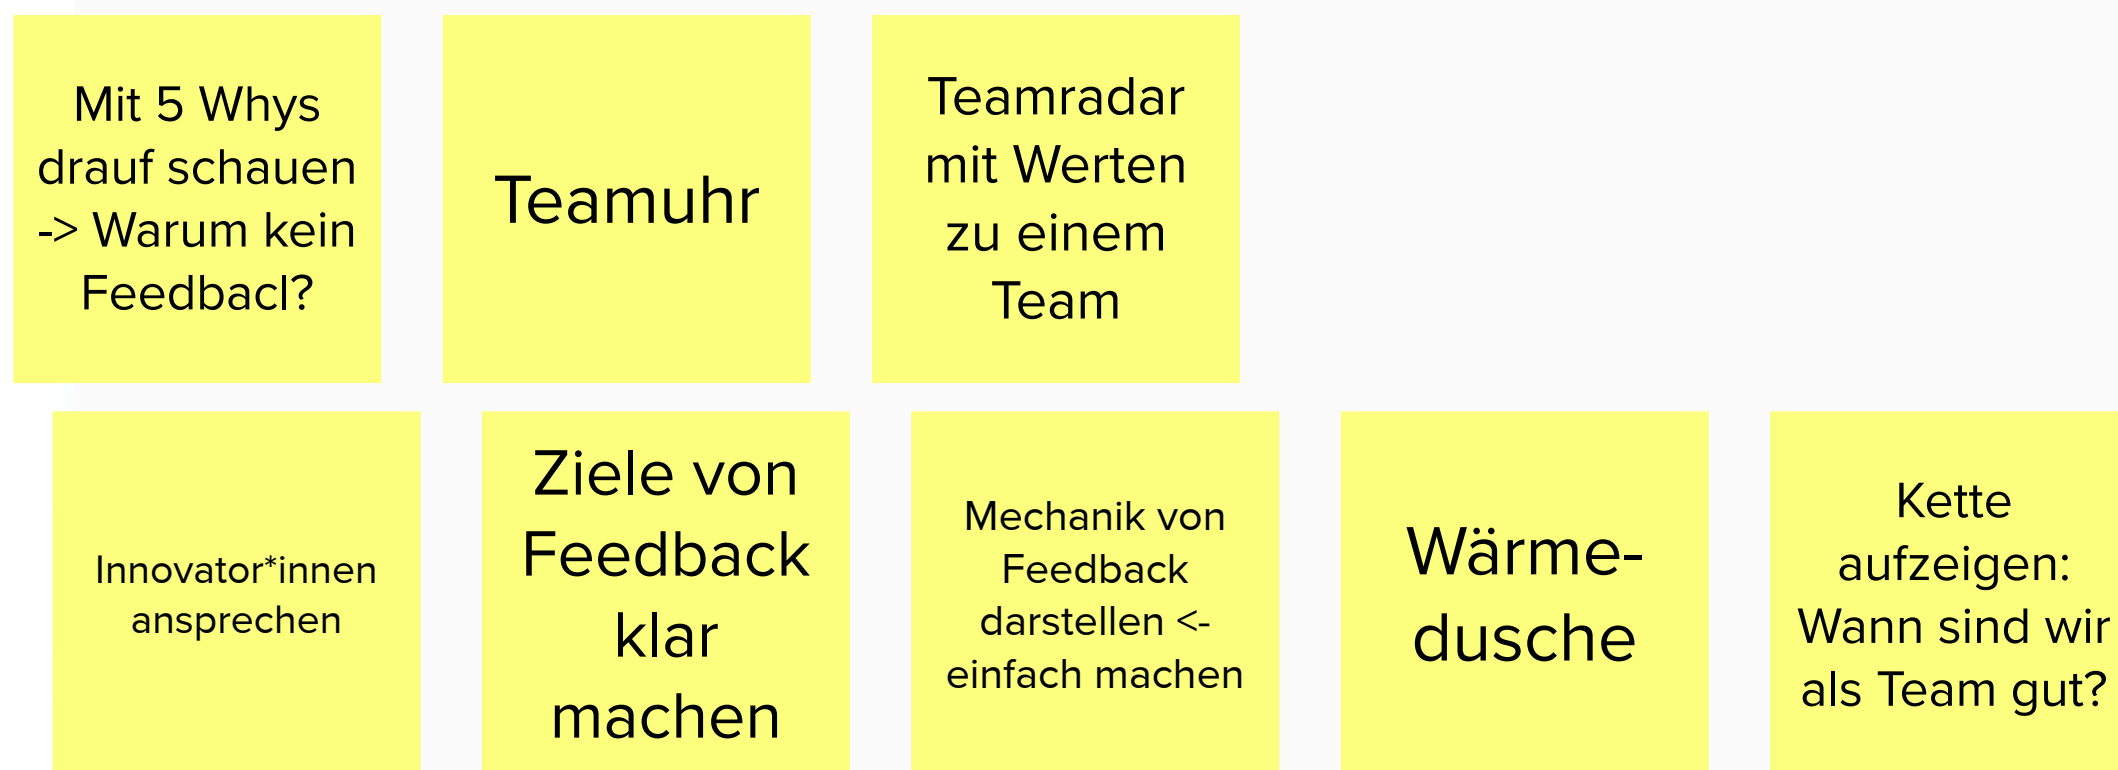 Mit 5 Whys
drauf schauen
-> Warum kein
Feedbacl?
Teamuhr
Teamradar
mit Werten
zu einem
Team
Innovator*innen
ansprechen
Ziele von
Feedback
klar
machen
Mechanik von
Feedback
darstellen <-
einfach machen
Wärme-
dusche
Kette
aufzeigen:
Wann sind wir
als Team gut?